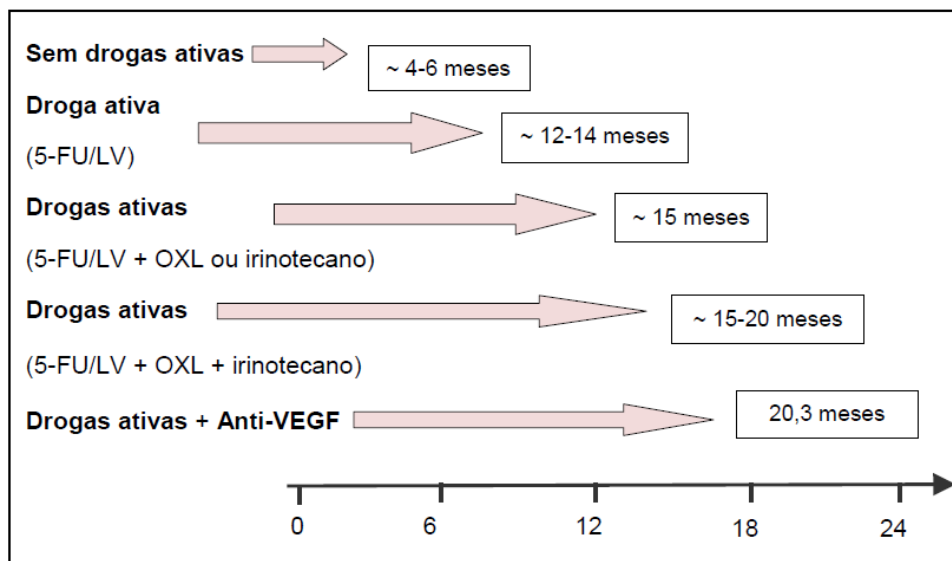 Sem drogas ativas
~ 4-6 meses
Droga ativa
(5-FU/LV)
~ 12-14 meses
Drogas ativas
~ 15 meses
(5-FU/LV + OXL ou irinotecano)
Drogas ativas
~ 15-20 meses
(5-FU/LV + OXL + irinotecano)
Drogas ativas + Anti-VEGF
20,3 meses
0 6 12 18 24